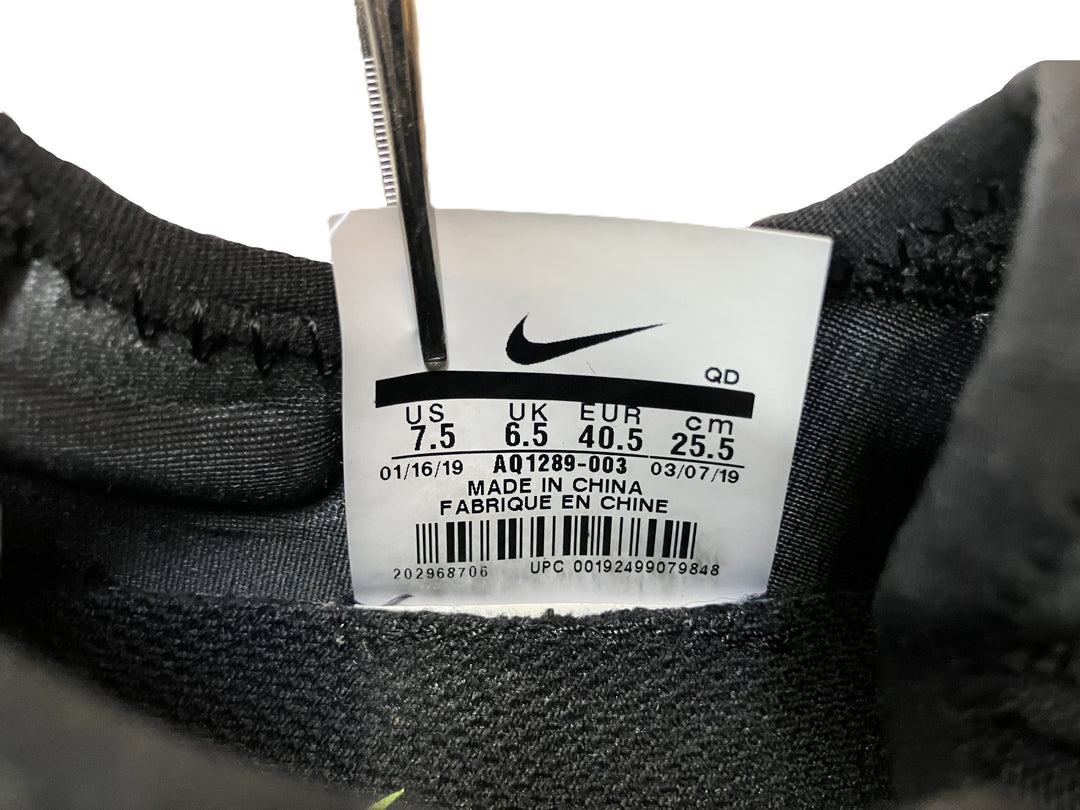 QD
US UK EUR cm
7.5 6.5 40.5 25.5
01/16/19 AQ1289-003 03/07/19
MADE IN CHINA
FABRIQUE EN CHINE
202968706 UPC 00192499079848